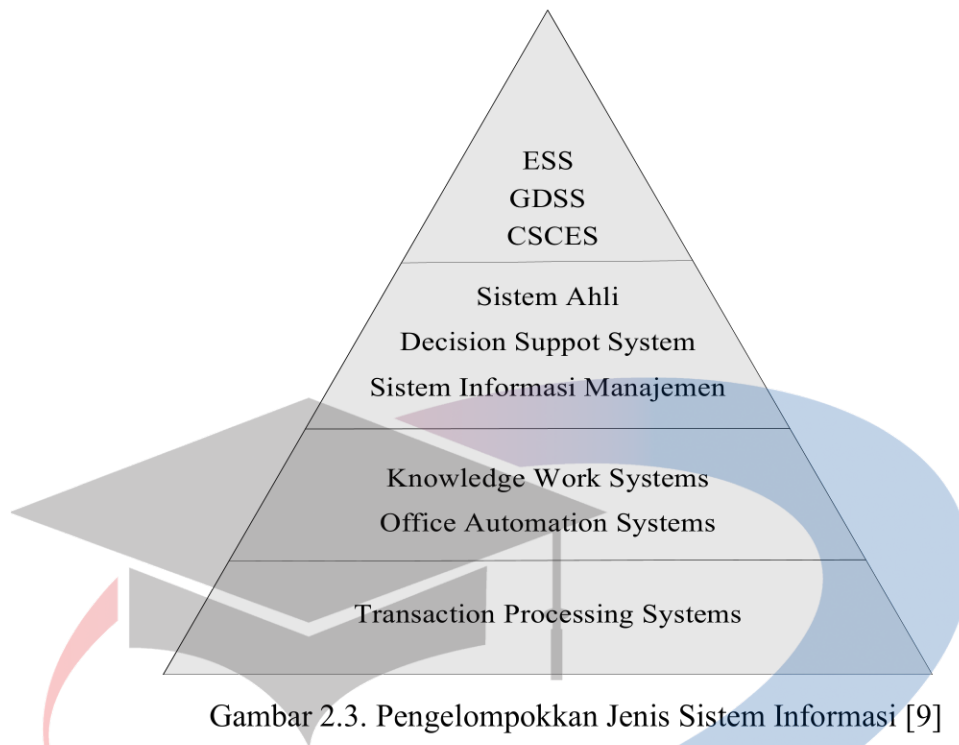 ESS
GDSS
CSCES
Sistem Ahli
Decision Suppot System
Sistem Informasi Manajemen
Knowledge Work Systems
Office Automation Systems
Transaction Processing Systems
Gambar 2.3. Pengelompokkan Jenis Sistem Informasi [9]